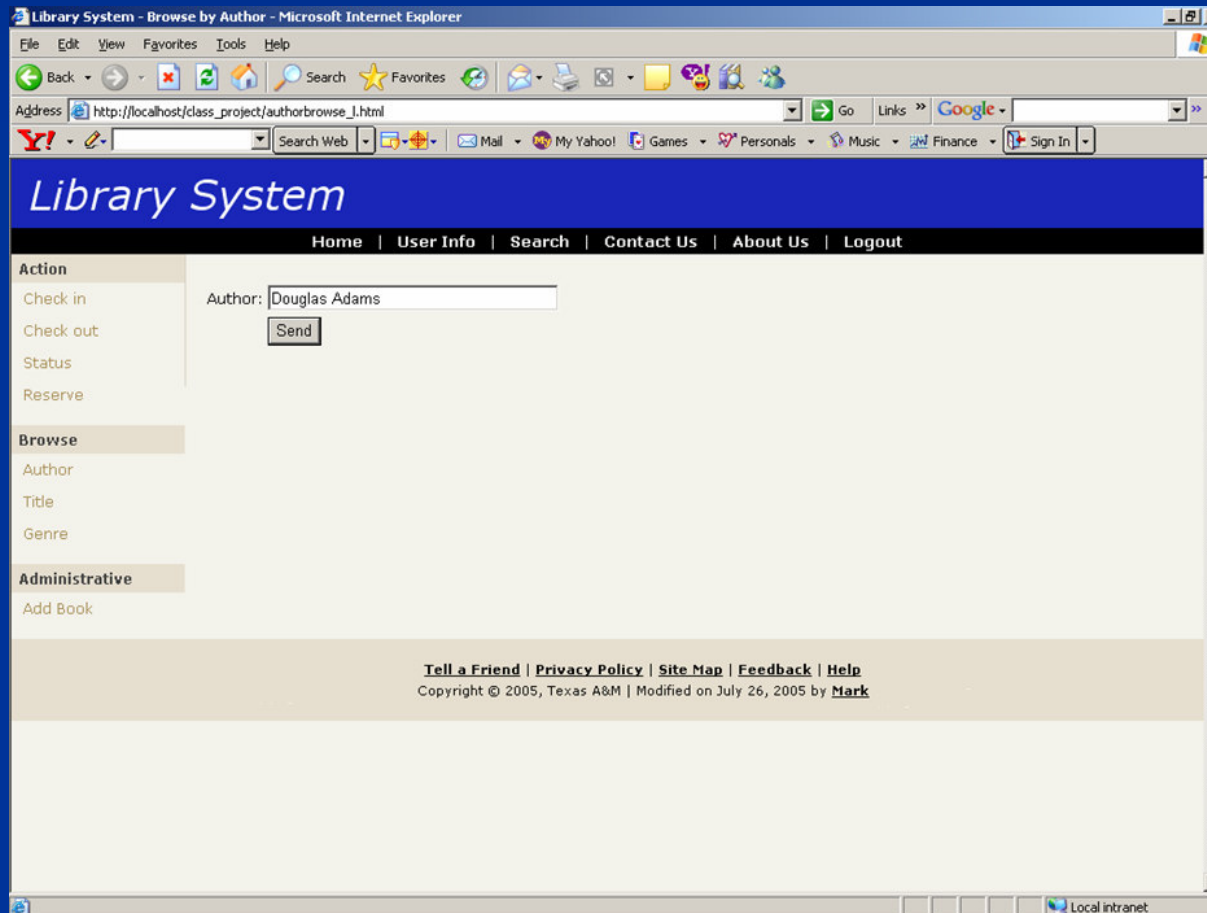 Library System - Browse by Author - Microsoft Internet Explorer
File Edit View Favorites Tools Help
Back Search Favorites
Address http://localhost/class_project/authorbrowse_l.html Go Links » Google
Y! Search Web Mail My Yahoo! Games Personals Music Finance Sign In
Library System
Home | User Info | Search | Contact Us | About Us | Logout
Action
Check in
Check out
Status
Reserve
Browse
Author
Title
Genre
Administrative
Add Book
Author: Douglas Adams
Send
Tell a Friend | Privacy Policy | Site Map | Feedback | Help
Copyright © 2005, Texas A&M | Modified on July 26, 2005 by Mark
Local intranet